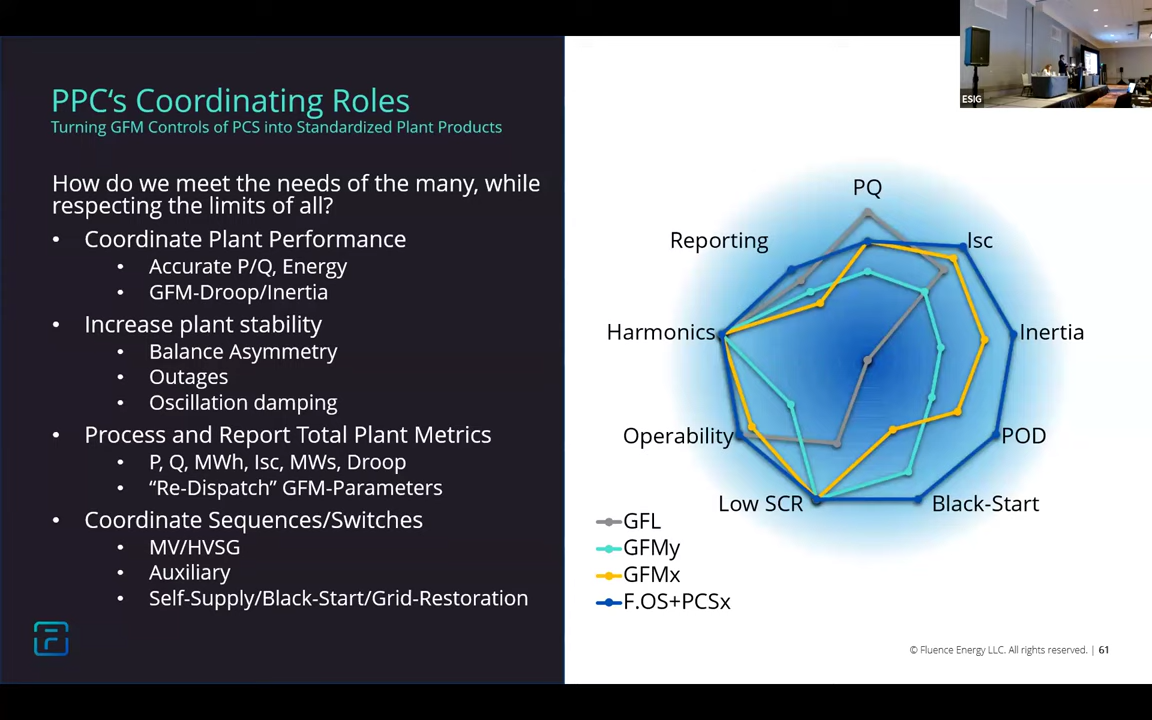 ESIG
PPC‘s Coordinating Roles
Turning GFM Controls of PCS into Standardized Plant Products
How do we meet the needs of the many, while
respecting the limits of all?
• Coordinate Plant Performance
• Accurate P/Q, Energy
• GFM-Droop/Inertia
• Increase plant stability
• Balance Asymmetry
• Outages
• Oscillation damping
• Process and Report Total Plant Metrics
• P, Q, MWh, Isc, MWs, Droop
• “Re-Dispatch” GFM-Parameters
• Coordinate Sequences/Switches
• MV/HVSG
• Auxiliary
• Self-Supply/Black-Start/Grid-Restoration
PQ
Isc
Inertia
POD
Black-Start
Low SCR
Operability
Harmonics
Reporting
GFL
GFMy
GFMx
F.OS+PCSx
© Fluence Energy LLC. All rights reserved. | 61